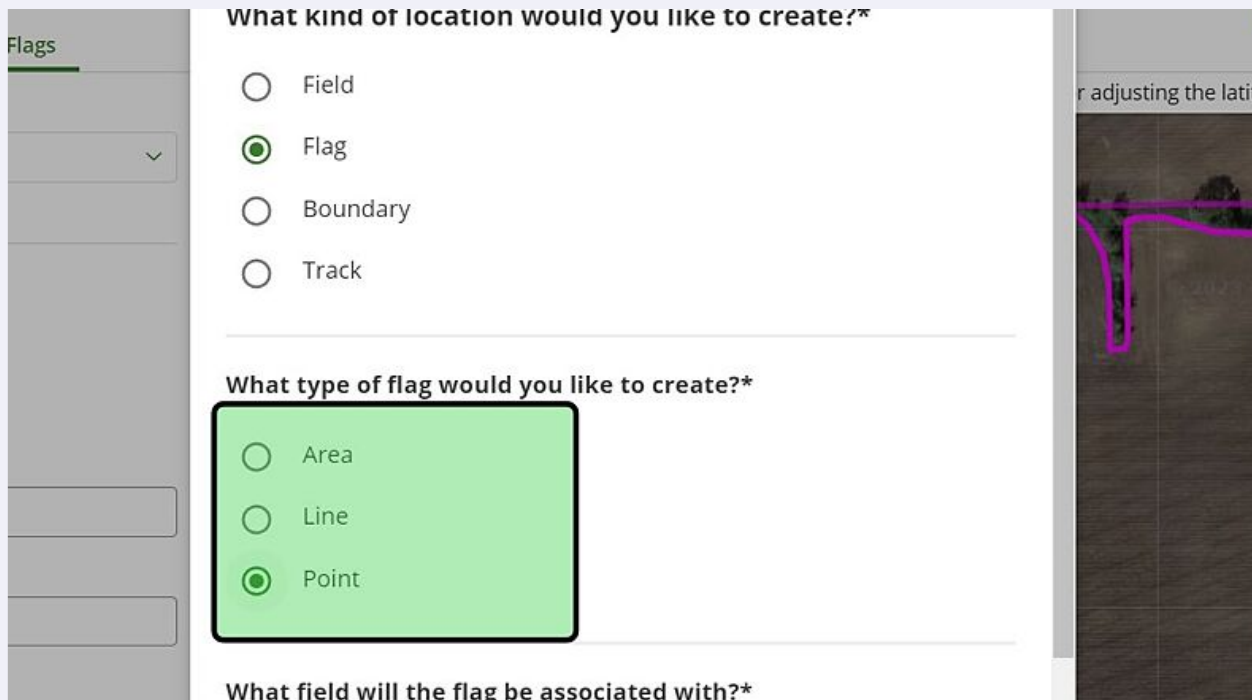 What kind of location would you like to create?*
Flags
Field
r adjusting the lati
Flag
Boundary
Track
What type of flag would you like to create?*
Area
Line
Point
What field will the flag be associated with?*